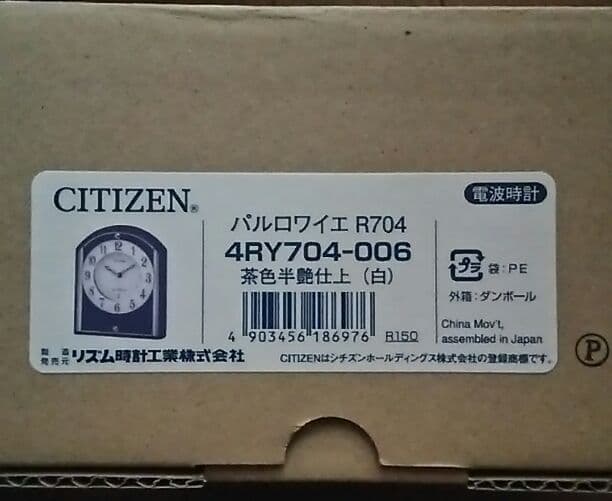 CITIZEN®
電波時計
パルロワイエ R704
4RY704-006
茶色半艶仕上 (白)
プラ 袋:PE
外箱:ダンボール
4 903456 186976 R150
China Mov't,
assembled in Japan
製造発売元 リズム時計工業株式会社
CITIZENはシチズンホールディングス株式会社の登録商標です。
P